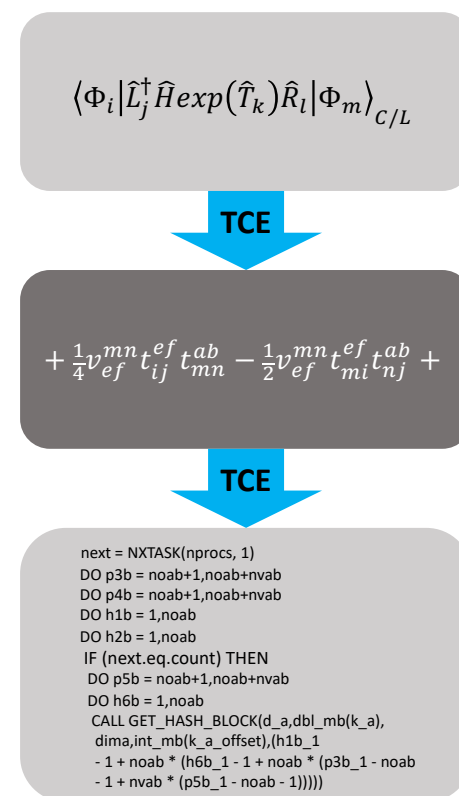 ⟨Φ_i|L̂_j^†Ĥexp(T̂_k)R̂_l|Φ_m⟩_{C/L}
TCE
+ 1/4 v_{ef}^{mn} t_{ij}^{ef} t_{mn}^{ab} − 1/2 v_{ef}^{mn} t_{mi}^{ef} t_{nj}^{ab} +
TCE
next = NXTASK(nprocs, 1)
DO p3b = noab+1,noab+nvab
DO p4b = noab+1,noab+nvab
DO h1b = 1,noab
DO h2b = 1,noab
IF (next.eq.count) THEN
DO p5b = noab+1,noab+nvab
DO h6b = 1,noab
CALL GET_HASH_BLOCK(d_a,dbl_mb(k_a),
dima,int_mb(k_a_offset),(h1b_1
- 1 + noab * (h6b_1 - 1 + noab * (p3b_1 - noab
- 1 + nvab * (p5b_1 - noab - 1)))))